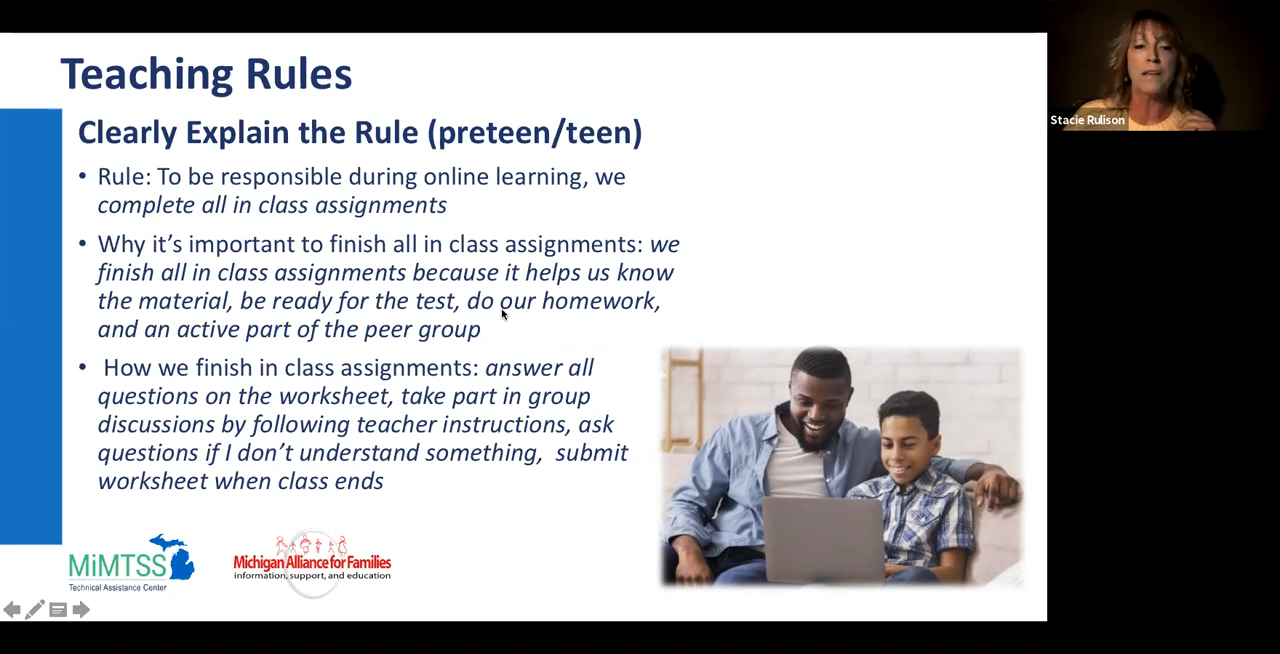 Teaching Rules
Clearly Explain the Rule (preteen/teen)
• Rule: To be responsible during online learning, we
complete all in class assignments
• Why it's important to finish all in class assignments: we
finish all in class assignments because it helps us know
the material, be ready for the test, do our homework,
and an active part of the peer group
• How we finish in class assignments: answer all
questions on the worksheet, take part in group
discussions by following teacher instructions, ask
questions if I don't understand something, submit
worksheet when class ends
MiMTSS
Technical Assistance Center
Michigan Alliance for Families
information, support, and education
Stacie Rulison